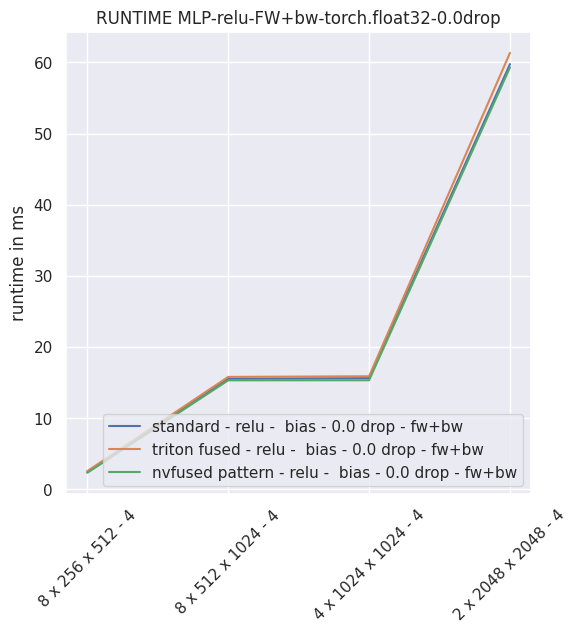 RUNTIME MLP-relu-FW+bw-torch.float32-0.0drop
runtime in ms
60
50
40
30
20
10
0
standard - relu -  bias - 0.0 drop - fw+bw
triton fused - relu -  bias - 0.0 drop - fw+bw
nvfused pattern - relu -  bias - 0.0 drop - fw+bw
8 x 256 x 512 - 4
8 x 512 x 1024 - 4
4 x 1024 x 1024 - 4
2 x 2048 x 2048 - 4